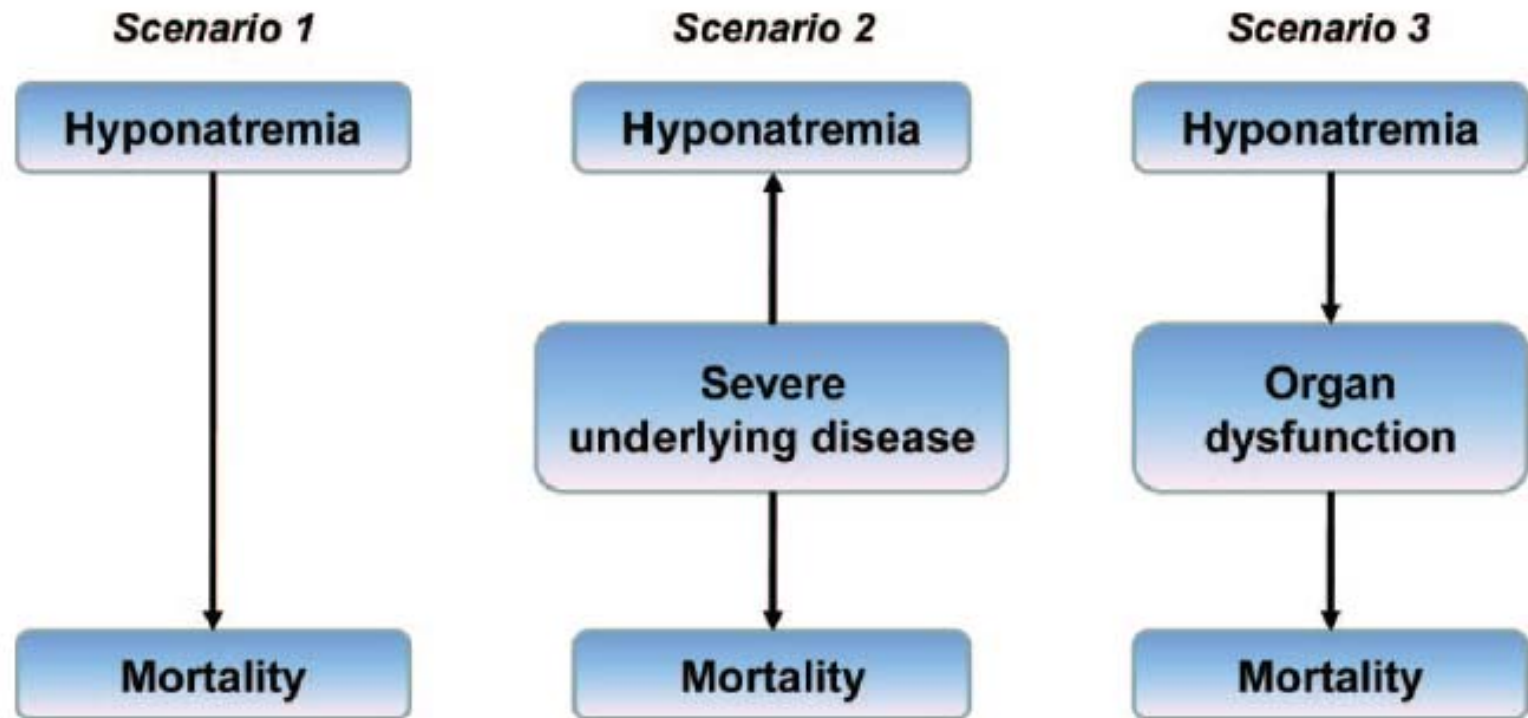 Scenario 1
Scenario 2
Scenario 3
Hyponatremia
Hyponatremia
Hyponatremia
Severe
underlying disease
Organ
dysfunction
Mortality
Mortality
Mortality